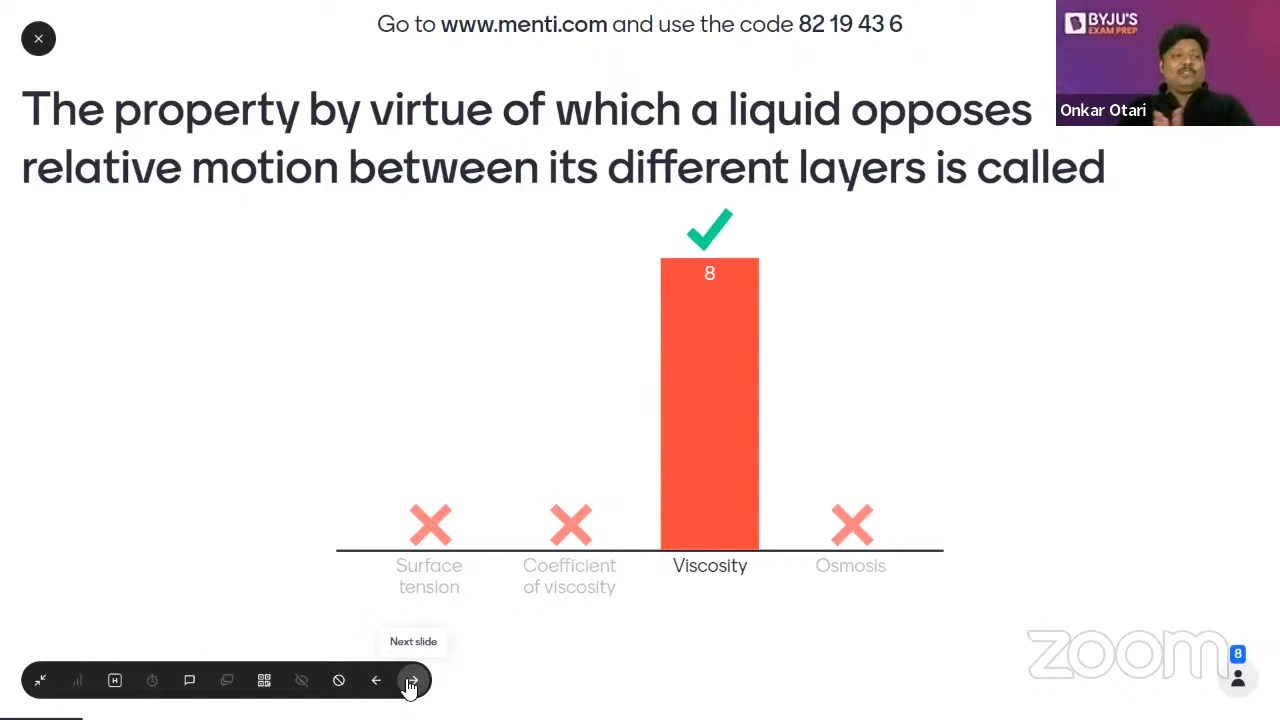 Go to www.menti.com and use the code 82 19 43 6
BYJU'S
EXAM PREP
Onkar Otari
The property by virtue of which a liquid opposes
relative motion between its different layers is called
8
Surface
tension
Coefficient
of viscosity
Viscosity
Osmosis
Next slide
H
zoom
8